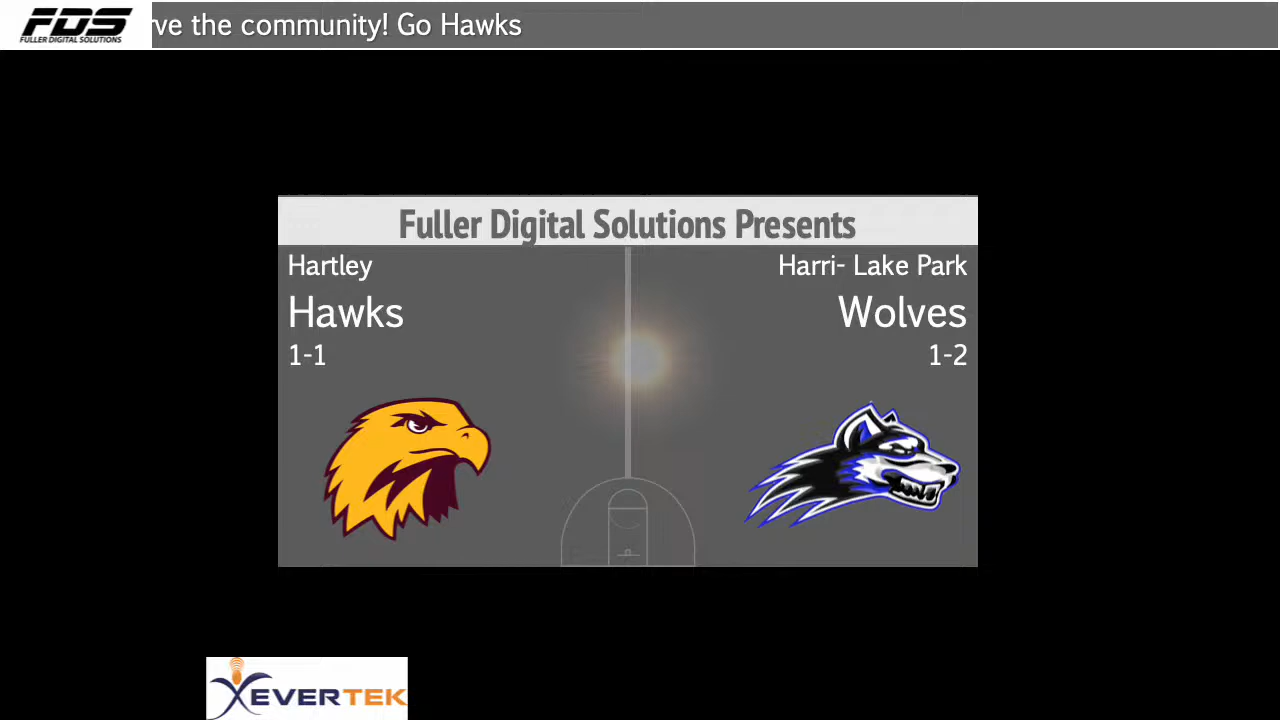 FDS
FULLER DIGITAL SOLUTIONS
ve the community! Go Hawks
Fuller Digital Solutions Presents
Hartley
Harri- Lake Park
Hawks
Wolves
1-1
1-2
XEVERTEK